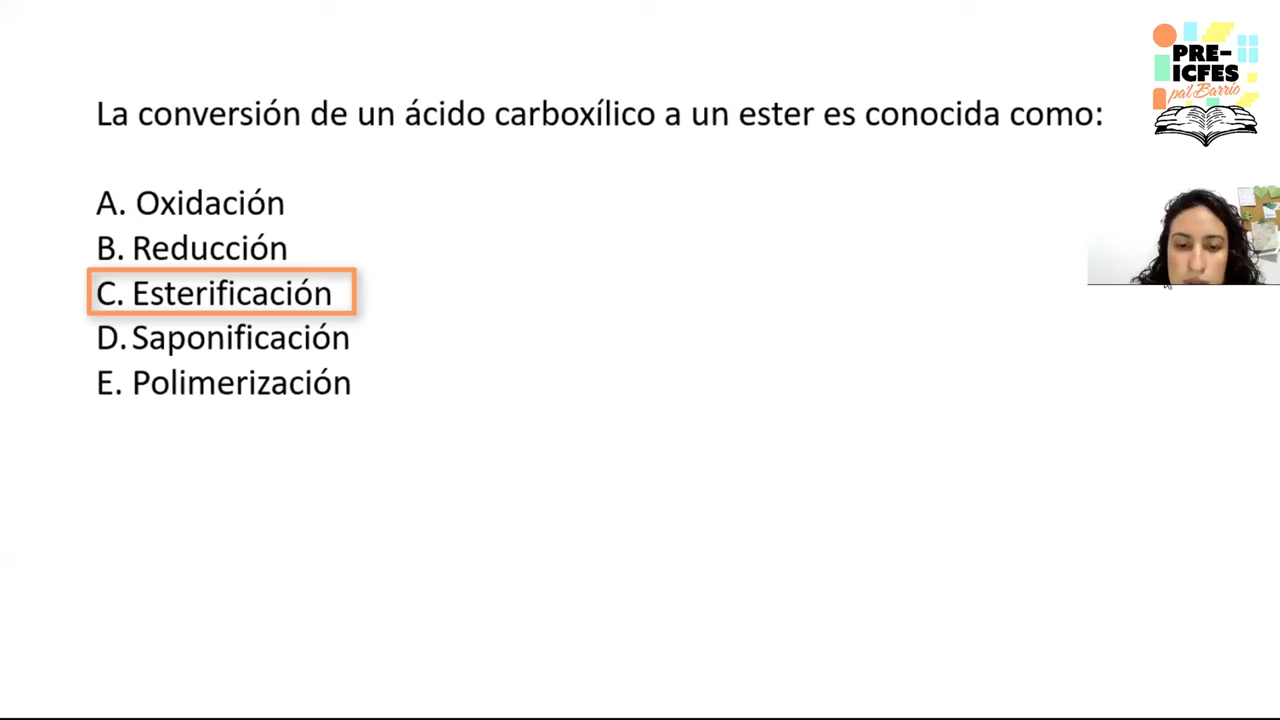 PRE-
ICFES
pa'l Barrio
La conversión de un ácido carboxílico a un ester es conocida como:
A. Oxidación
B. Reducción
C. Esterificación
D. Saponificación
E. Polimerización